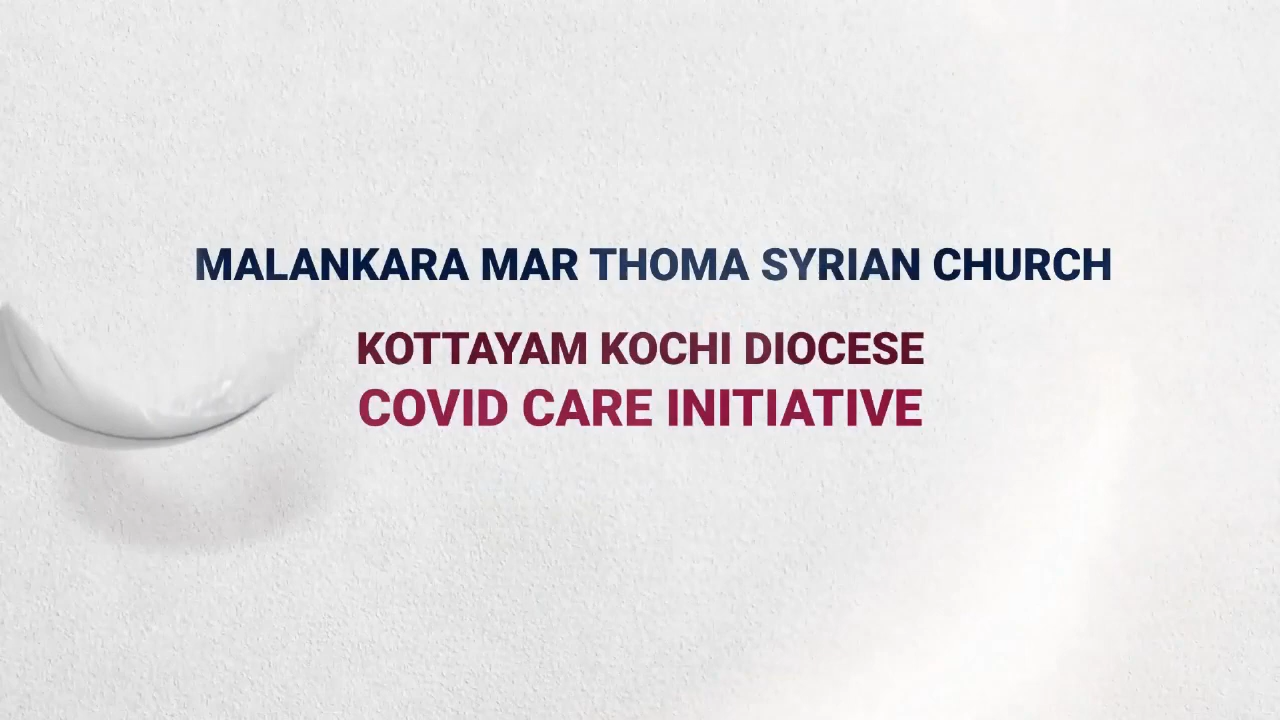 MALANKARA MAR THOMA SYRIAN CHURCH
KOTTAYAM KOCHI DIOCESE
COVID CARE INITIATIVE